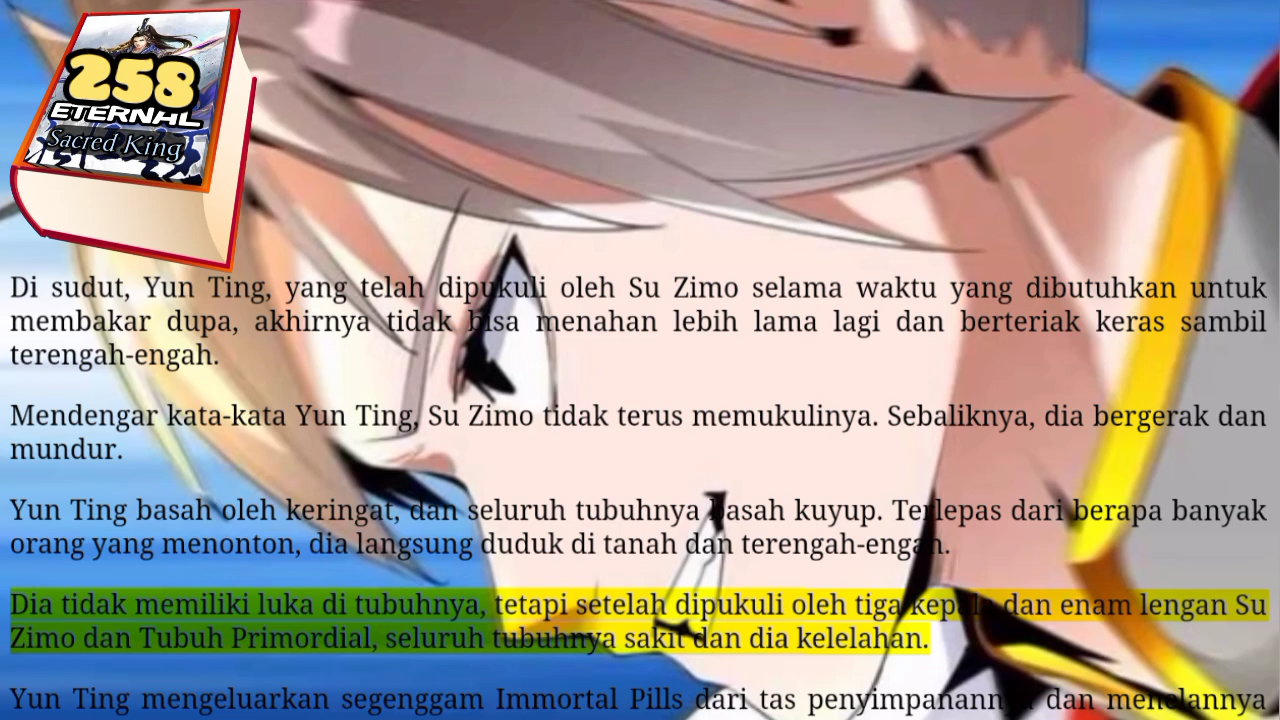 258
ETERNAL
Sacred King
Di sudut, Yun Ting, yang telah dipukuli oleh Su Zimo selama waktu yang dibutuhkan untuk
membakar dupa, akhirnya tidak bisa menahan lebih lama lagi dan berteriak keras sambil
terengah-engah.
Mendengar kata-kata Yun Ting, Su Zimo tidak terus memukulinya. Sebaliknya, dia bergerak dan
mundur.
Yun Ting basah oleh keringat, dan seluruh tubuhnya basah kuyup. Terlepas dari berapa banyak
orang yang menonton, dia langsung duduk di tanah dan terengah-engah.
Dia tidak memiliki luka di tubuhnya, tetapi setelah dipukuli oleh tiga kepala dan enam lengan Su
Zimo dan Tubuh Primordial, seluruh tubuhnya sakit dan dia kelelahan.
Yun Ting mengeluarkan segenggam Immortal Pills dari tas penyimpanannya dan menelannya